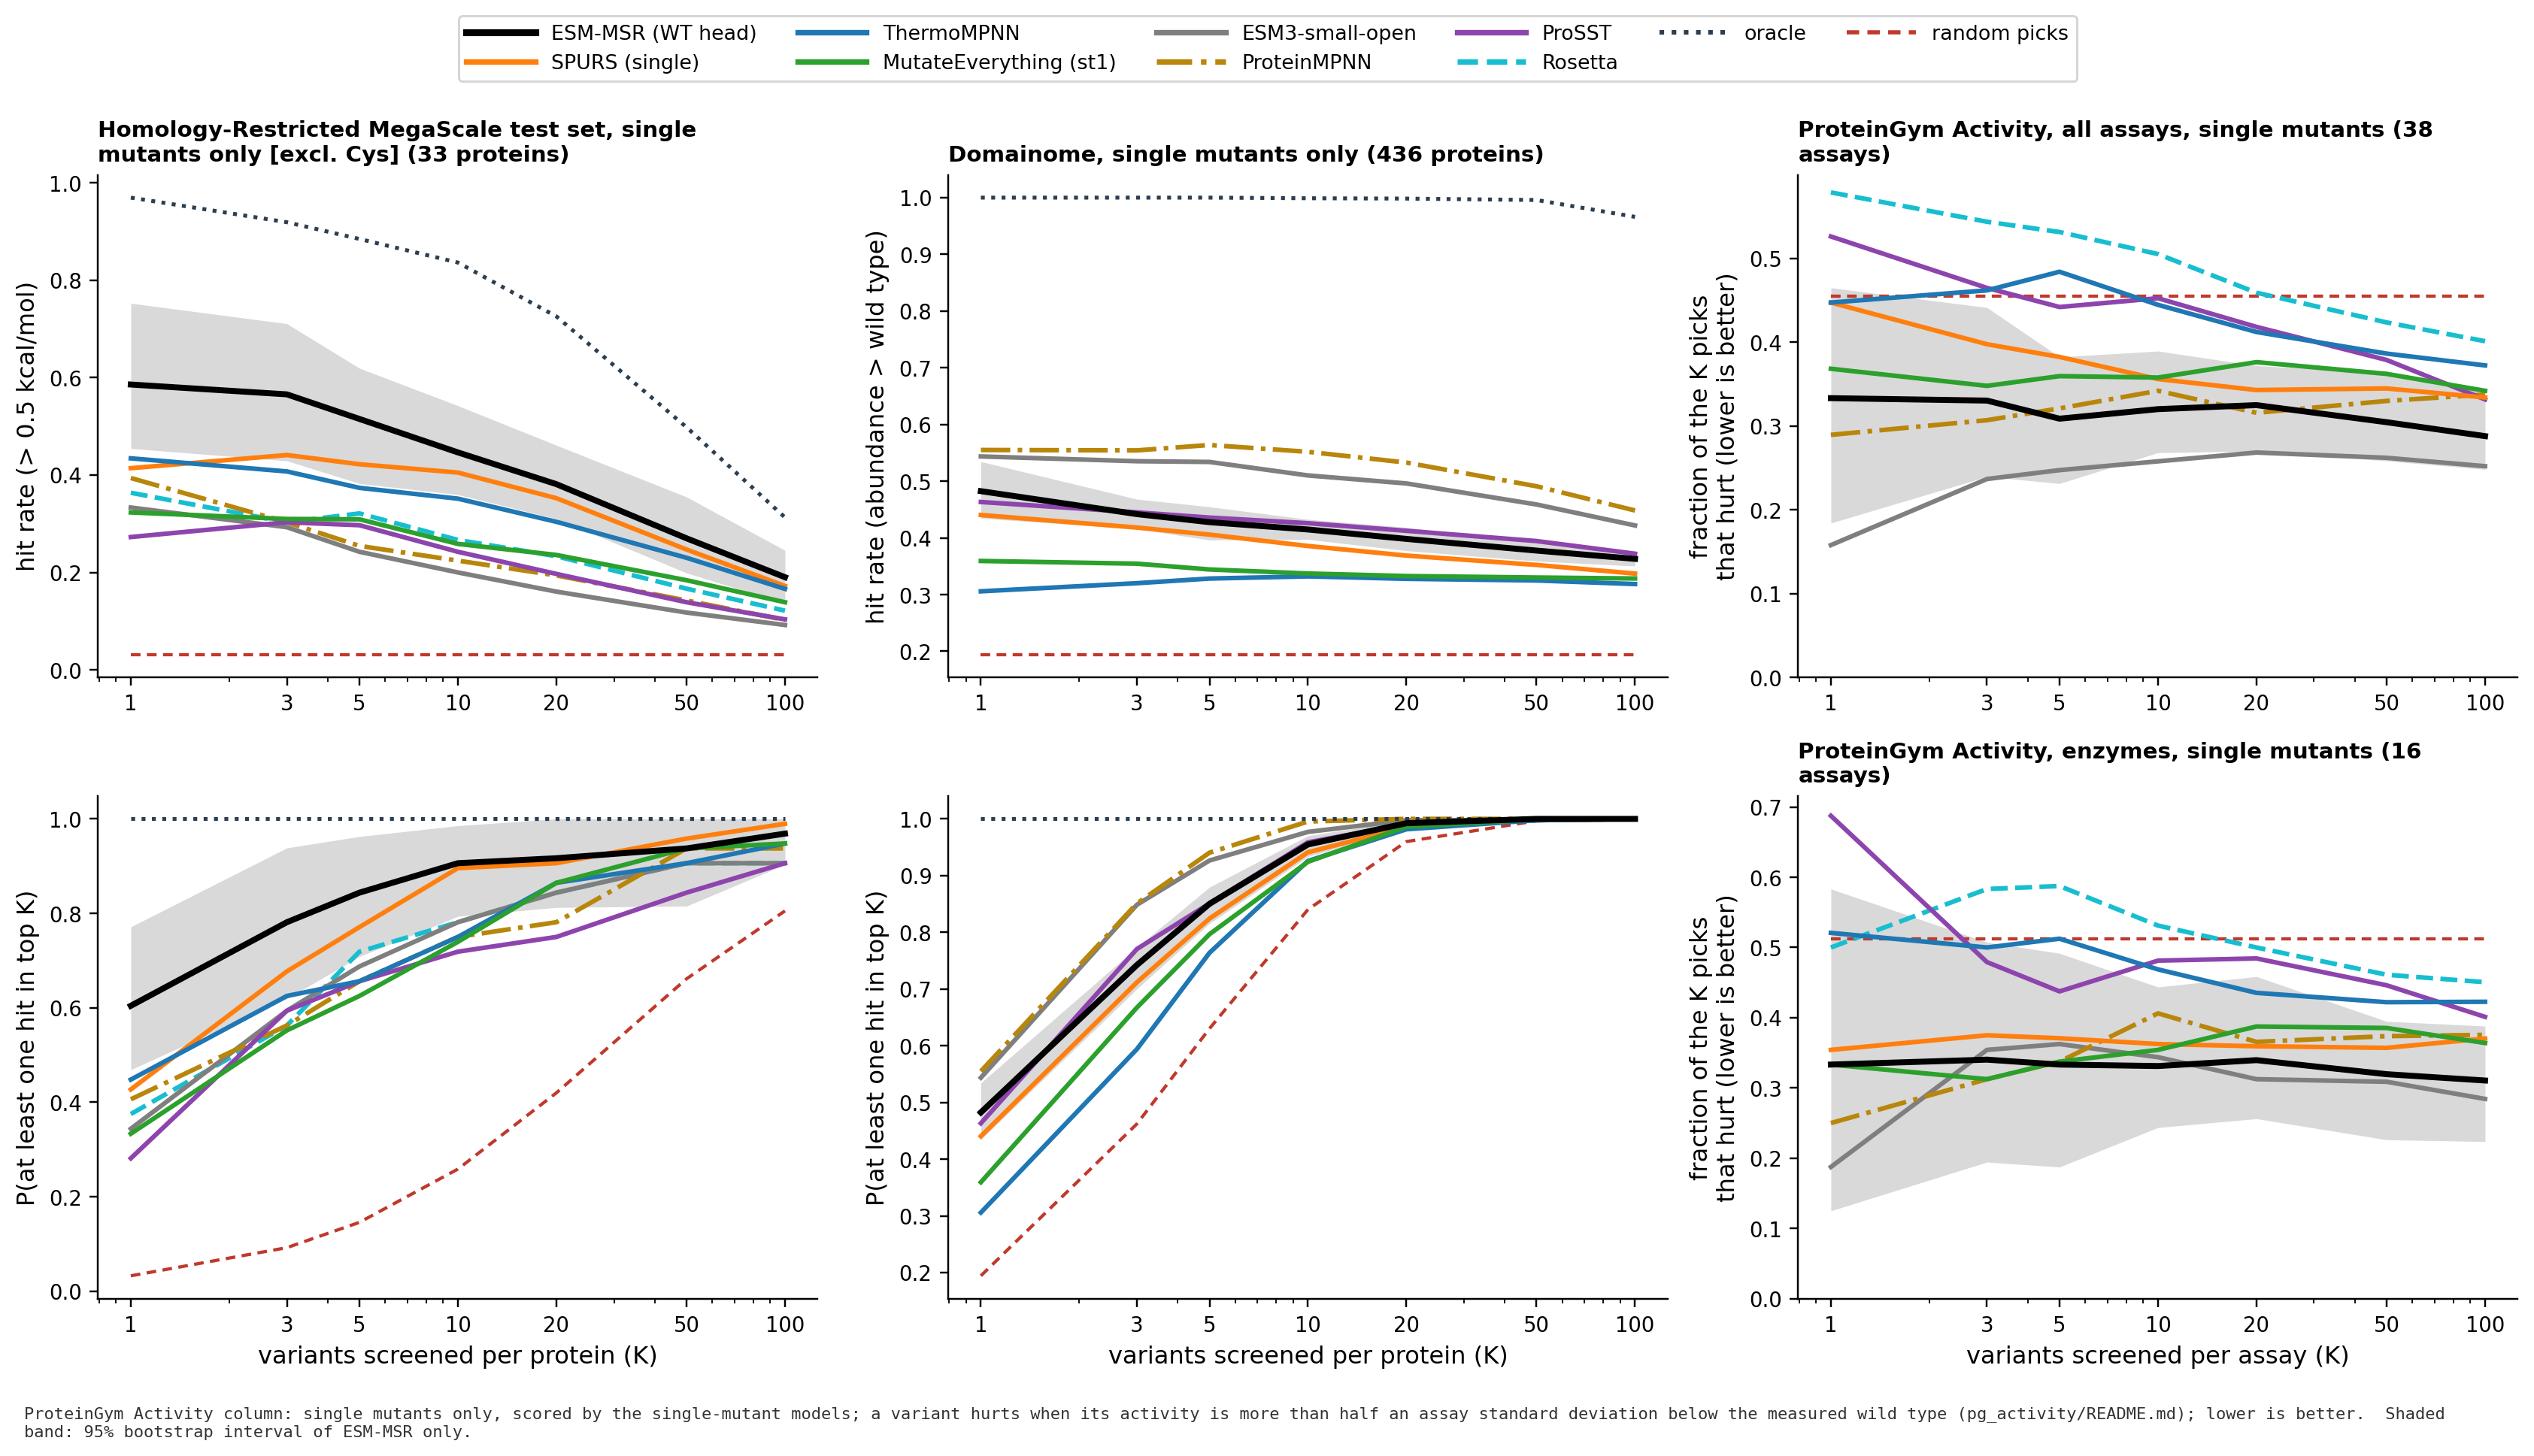 ESM-MSR (WT head)
SPURS (single)
ThermoMPNN
MutateEverything (st1)
ESM3-small-open
ProteinMPNN
ProSST
Rosetta
oracle
random picks
Homology-Restricted MegaScale test set, single
mutants only [excl. Cys] (33 proteins)
hit rate (> 0.5 kcal/mol)
1.0
0.8
0.6
0.4
0.2
0.0
1 3 5 10 20 50 100
Domainome, single mutants only (436 proteins)
hit rate (abundance > wild type)
1.0
0.9
0.8
0.7
0.6
0.5
0.4
0.3
0.2
1 3 5 10 20 50 100
ProteinGym Activity, all assays, single mutants (38
assays)
fraction of the K picks
that hurt (lower is better)
0.5
0.4
0.3
0.2
0.1
0.0
1 3 5 10 20 50 100
P(at least one hit in top K)
1.0
0.8
0.6
0.4
0.2
0.0
1 3 5 10 20 50 100
variants screened per protein (K)
P(at least one hit in top K)
1.0
0.9
0.8
0.7
0.6
0.5
0.4
0.3
0.2
1 3 5 10 20 50 100
variants screened per protein (K)
ProteinGym Activity, enzymes, single mutants (16
assays)
fraction of the K picks
that hurt (lower is better)
0.7
0.6
0.5
0.4
0.3
0.2
0.1
0.0
1 3 5 10 20 50 100
variants screened per assay (K)
ProteinGym Activity column: single mutants only, scored by the single-mutant models; a variant hurts when its activity is more than half an assay standard deviation below the measured wild type (pg_activity/README.md); lower is better.  Shaded
band: 95% bootstrap interval of ESM-MSR only.